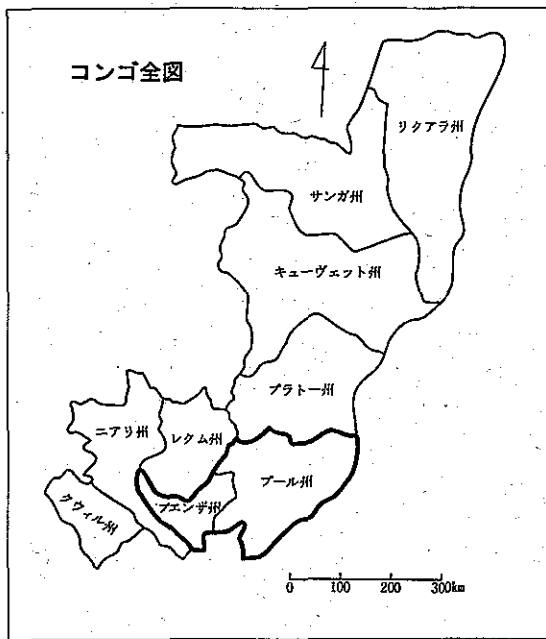 コンゴ全図
リクアラ州
サンガ州
キューヴェット州
プラトー州
ニアリ州
レクム州
プール州
ブエンザ州
クウィル州
0 100 200 300km